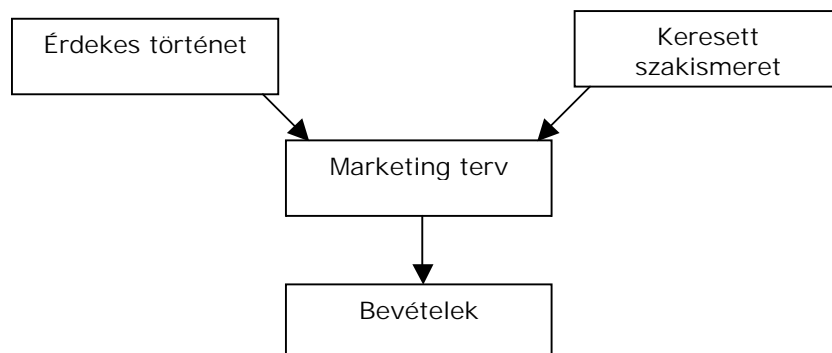 Érdekes történet
Keresett
szakismeret
Marketing terv
Bevételek